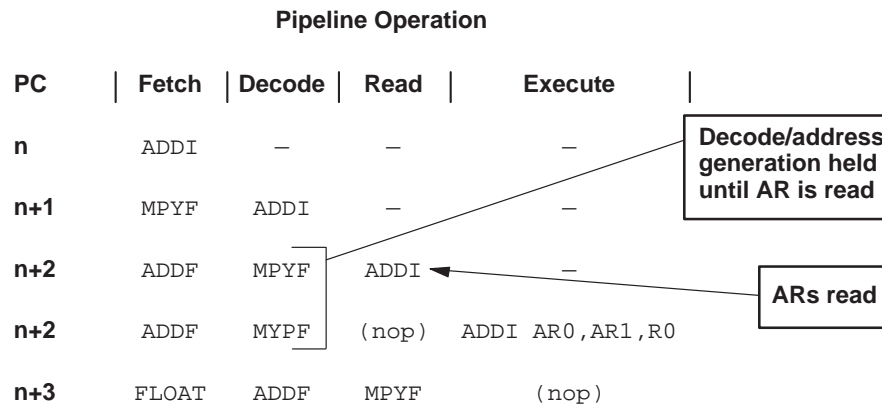 Pipeline Operation
PC | Fetch | Decode | Read | Execute |
n ADDI – – –
Decode/address
generation held
until AR is read
n+1 MPYF ADDI – –
n+2 ADDF MPYF ADDI –
ARs read
n+2 ADDF MYPF (nop) ADDI AR0,AR1,R0
n+3 FLOAT ADDF MPYF (nop)